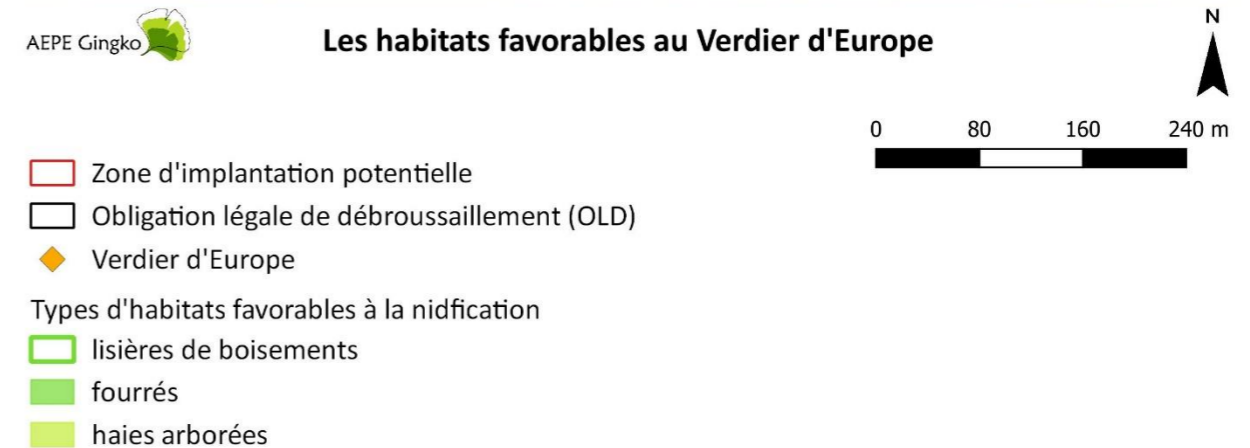 AEPE Gingko
Les habitats favorables au Verdier d'Europe
N
0 80 160 240 m
Zone d'implantation potentielle
Obligation légale de débroussaillement (OLD)
Verdier d'Europe
Types d'habitats favorables à la nidfication
lisières de boisements
fourrés
haies arborées